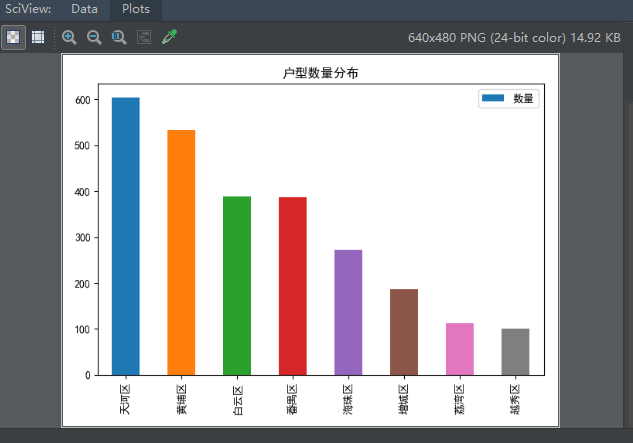 SciView: Data Plots
640x480 PNG (24-bit color) 14.92 KB
户型数量分布
数量
600
500
400
300
200
100
0
天河区 黄埔区 白云区 番禺区 海珠区 增城区 荔湾区 越秀区